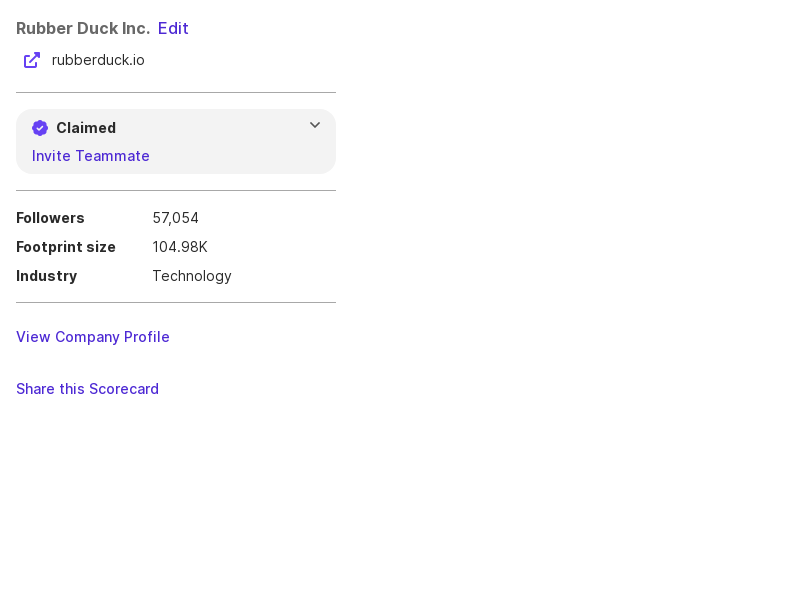 Rubber Duck Inc. Edit
rubberduck.io
Claimed
Invite Teammate
Followers 57,054
Footprint size 104.98K
Industry Technology
View Company Profile
Share this Scorecard